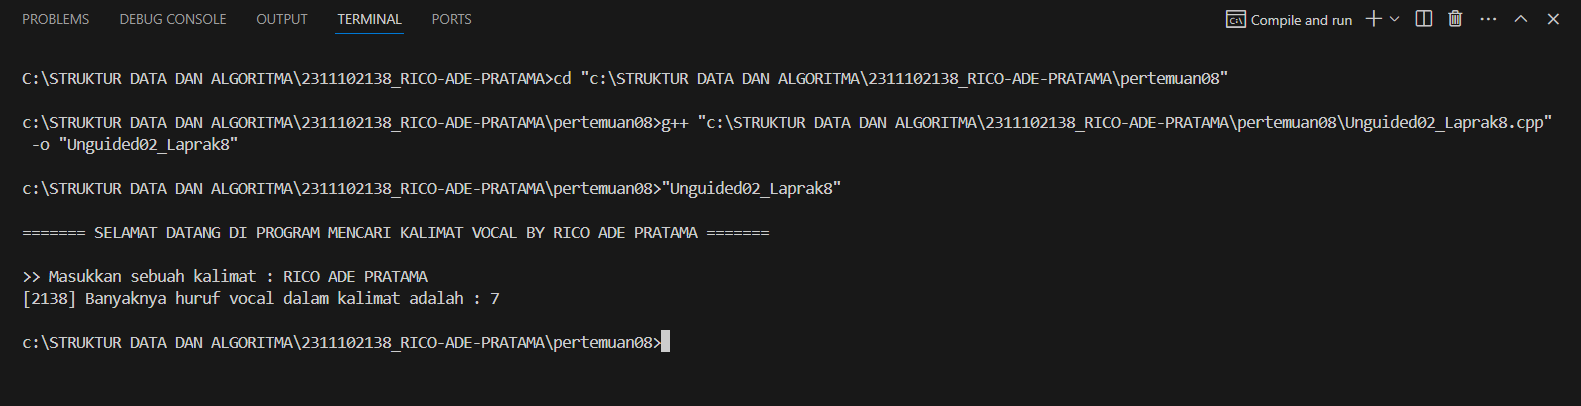 PROBLEMS DEBUG CONSOLE OUTPUT TERMINAL PORTS Compile and run
C:\STRUKTUR DATA DAN ALGORITMA\2311102138_RICO-ADE-PRATAMA>cd "c:\STRUKTUR DATA DAN ALGORITMA\2311102138_RICO-ADE-PRATAMA\pertemuan08"
c:\STRUKTUR DATA DAN ALGORITMA\2311102138_RICO-ADE-PRATAMA\pertemuan08>g++ "c:\STRUKTUR DATA DAN ALGORITMA\2311102138_RICO-ADE-PRATAMA\pertemuan08\Unguided02_Laprak8.cpp"
-o "Unguided02_Laprak8"
c:\STRUKTUR DATA DAN ALGORITMA\2311102138_RICO-ADE-PRATAMA\pertemuan08>"Unguided02_Laprak8"
======= SELAMAT DATANG DI PROGRAM MENCARI KALIMAT VOCAL BY RICO ADE PRATAMA =======
>> Masukkan sebuah kalimat : RICO ADE PRATAMA
[2138] Banyaknya huruf vocal dalam kalimat adalah : 7
c:\STRUKTUR DATA DAN ALGORITMA\2311102138_RICO-ADE-PRATAMA\pertemuan08>